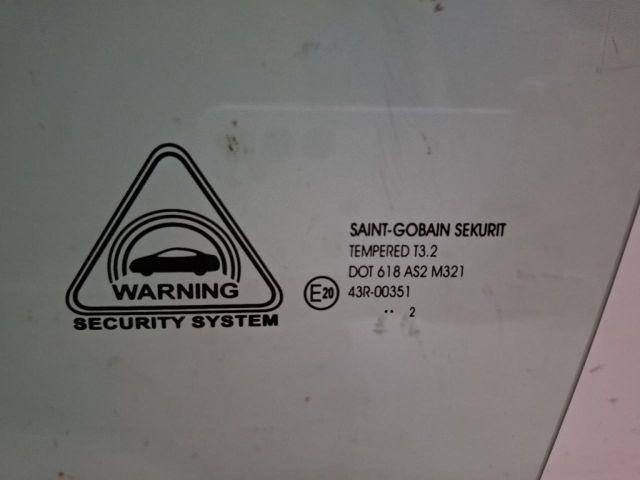 WARNING
SECURITY SYSTEM
SAINT-GOBAIN SEKURIT
TEMPERED T3.2
DOT 618 AS2 M321
E20 43R-00351
.. 2